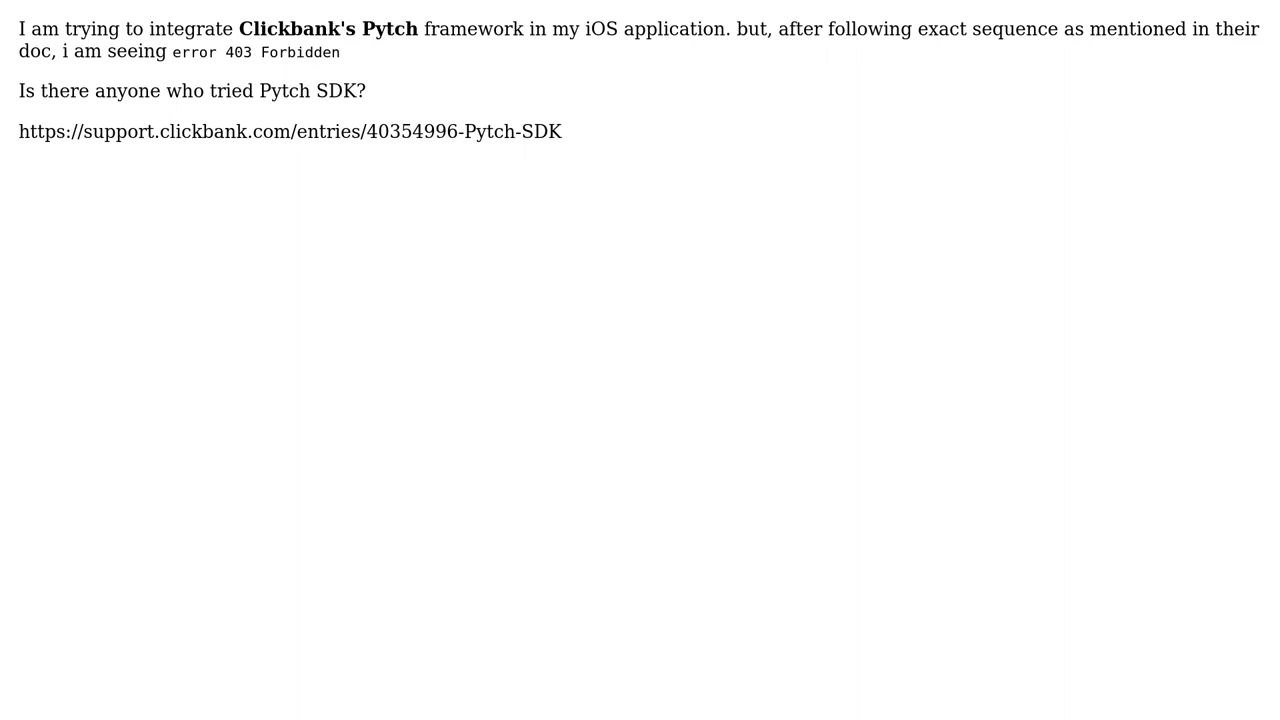 I am trying to integrate Clickbank's Pytch framework in my iOS application. but, after following exact sequence as mentioned in their
doc, i am seeing error 403 Forbidden
Is there anyone who tried Pytch SDK?
https://support.clickbank.com/entries/40354996-Pytch-SDK